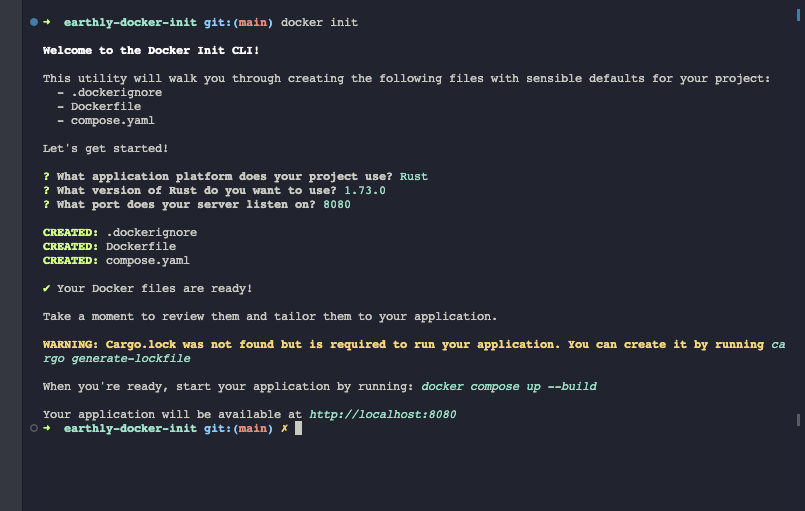 ➜ earthly-docker-init git:(main) docker init
Welcome to the Docker Init CLI!
This utility will walk you through creating the following files with sensible defaults for your project:
- .dockerignore
- Dockerfile
- compose.yaml
Let's get started!
? What application platform does your project use? Rust
? What version of Rust do you want to use? 1.73.0
? What port does your server listen on? 8080
CREATED: .dockerignore
CREATED: Dockerfile
CREATED: compose.yaml
✔ Your Docker files are ready!
Take a moment to review them and tailor them to your application.
WARNING: Cargo.lock was not found but is required to run your application. You can create it by running ca
rgo generate-lockfile
When you're ready, start your application by running: docker compose up --build
Your application will be available at http://localhost:8080
➜ earthly-docker-init git:(main) ✗